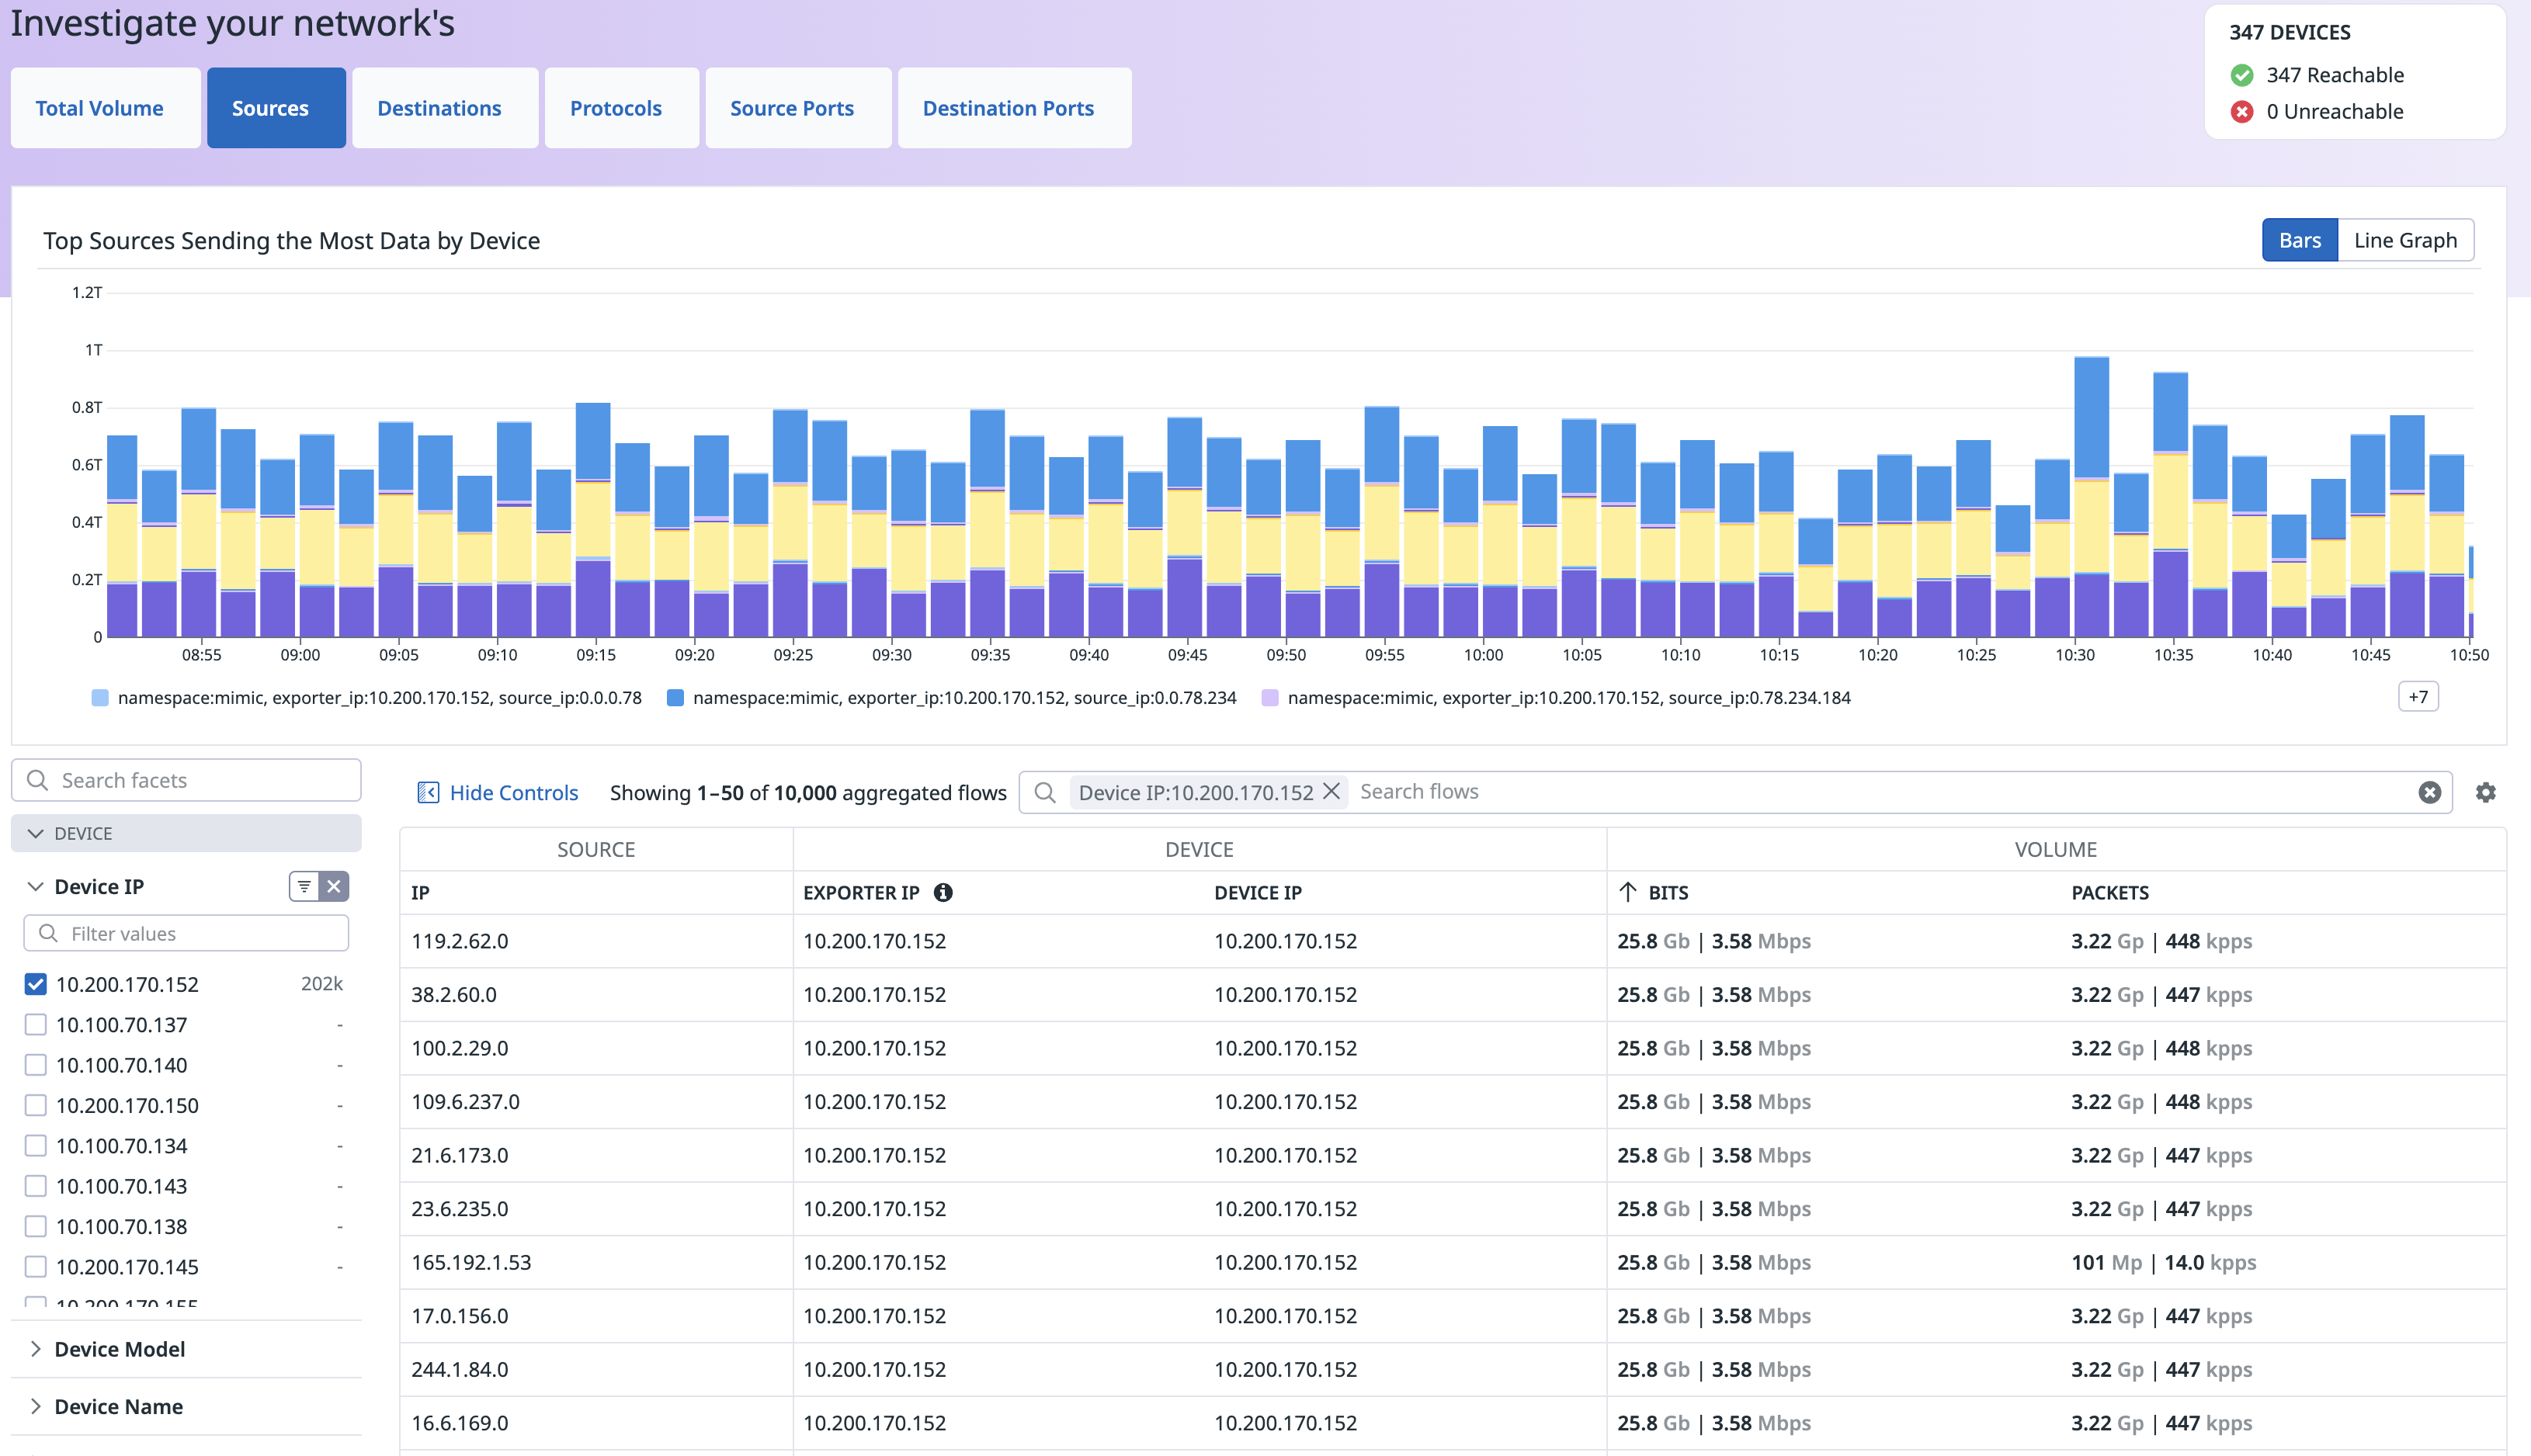 Investigate your network's
347 DEVICES
347 Reachable
0 Unreachable
Total Volume Sources Destinations Protocols Source Ports Destination Ports
Top Sources Sending the Most Data by Device
Bars Line Graph
1.2T
1T
0.8T
0.6T
0.4T
0.2T
0
08:55 09:00 09:05 09:10 09:15 09:20 09:25 09:30 09:35 09:40 09:45 09:50 09:55 10:00 10:05 10:10 10:15 10:20 10:25 10:30 10:35 10:40 10:45 10:50
namespace:mimic, exporter_ip:10.200.170.152, source_ip:0.0.0.78 namespace:mimic, exporter_ip:10.200.170.152, source_ip:0.0.78.234 namespace:mimic, exporter_ip:10.200.170.152, source_ip:0.78.234.184 +7
Search facets
DEVICE
Device IP
Filter values
10.200.170.152 202k
10.100.70.137 -
10.100.70.140 -
10.200.170.150 -
10.100.70.134 -
10.100.70.143 -
10.100.70.138 -
10.200.170.145 -
10.200.170.155
Device Model
Device Name
Hide Controls Showing 1–50 of 10,000 aggregated flows Device IP:10.200.170.152 Search flows
SOURCE DEVICE VOLUME
IP EXPORTER IP DEVICE IP BITS PACKETS
119.2.62.0 10.200.170.152 10.200.170.152 25.8 Gb | 3.58 Mbps 3.22 Gp | 448 kpps
38.2.60.0 10.200.170.152 10.200.170.152 25.8 Gb | 3.58 Mbps 3.22 Gp | 447 kpps
100.2.29.0 10.200.170.152 10.200.170.152 25.8 Gb | 3.58 Mbps 3.22 Gp | 448 kpps
109.6.237.0 10.200.170.152 10.200.170.152 25.8 Gb | 3.58 Mbps 3.22 Gp | 448 kpps
21.6.173.0 10.200.170.152 10.200.170.152 25.8 Gb | 3.58 Mbps 3.22 Gp | 447 kpps
23.6.235.0 10.200.170.152 10.200.170.152 25.8 Gb | 3.58 Mbps 3.22 Gp | 447 kpps
165.192.1.53 10.200.170.152 10.200.170.152 25.8 Gb | 3.58 Mbps 101 Mp | 14.0 kpps
17.0.156.0 10.200.170.152 10.200.170.152 25.8 Gb | 3.58 Mbps 3.22 Gp | 447 kpps
244.1.84.0 10.200.170.152 10.200.170.152 25.8 Gb | 3.58 Mbps 3.22 Gp | 447 kpps
16.6.169.0 10.200.170.152 10.200.170.152 25.8 Gb | 3.58 Mbps 3.22 Gp | 447 kpps